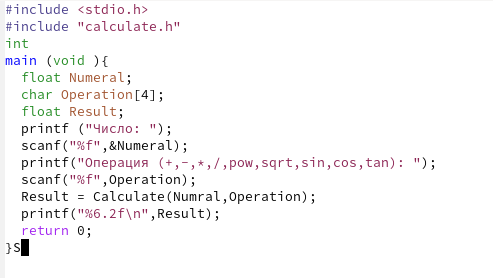 #include <stdio.h>
#include "calculate.h"
int
main (void ){
float Numeral;
char Operation[4];
float Result;
printf ("Число: ");
scanf("%f",&Numeral);
printf("Операция (+,-,*,/,pow,sqrt,sin,cos,tan): ");
scanf("%f",Operation);
Result = Calculate(Numral,Operation);
printf("%6.2f\n",Result);
return 0;
}S